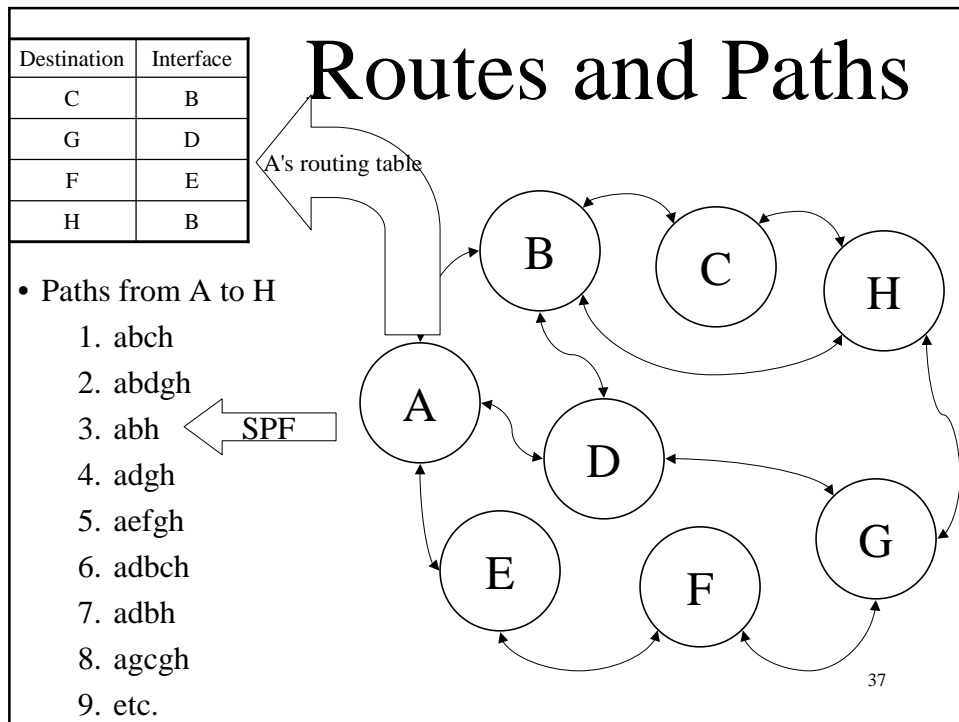 Routes and Paths
Destination Interface
C B
G D
F E
H B
A's routing table
• Paths from A to H
1. abch
2. abdgh
3. abh
4. adgh
5. aefgh
6. adbch
7. adbh
8. agcgh
9. etc.
SPF
A
B
C
H
D
E
F
G
37